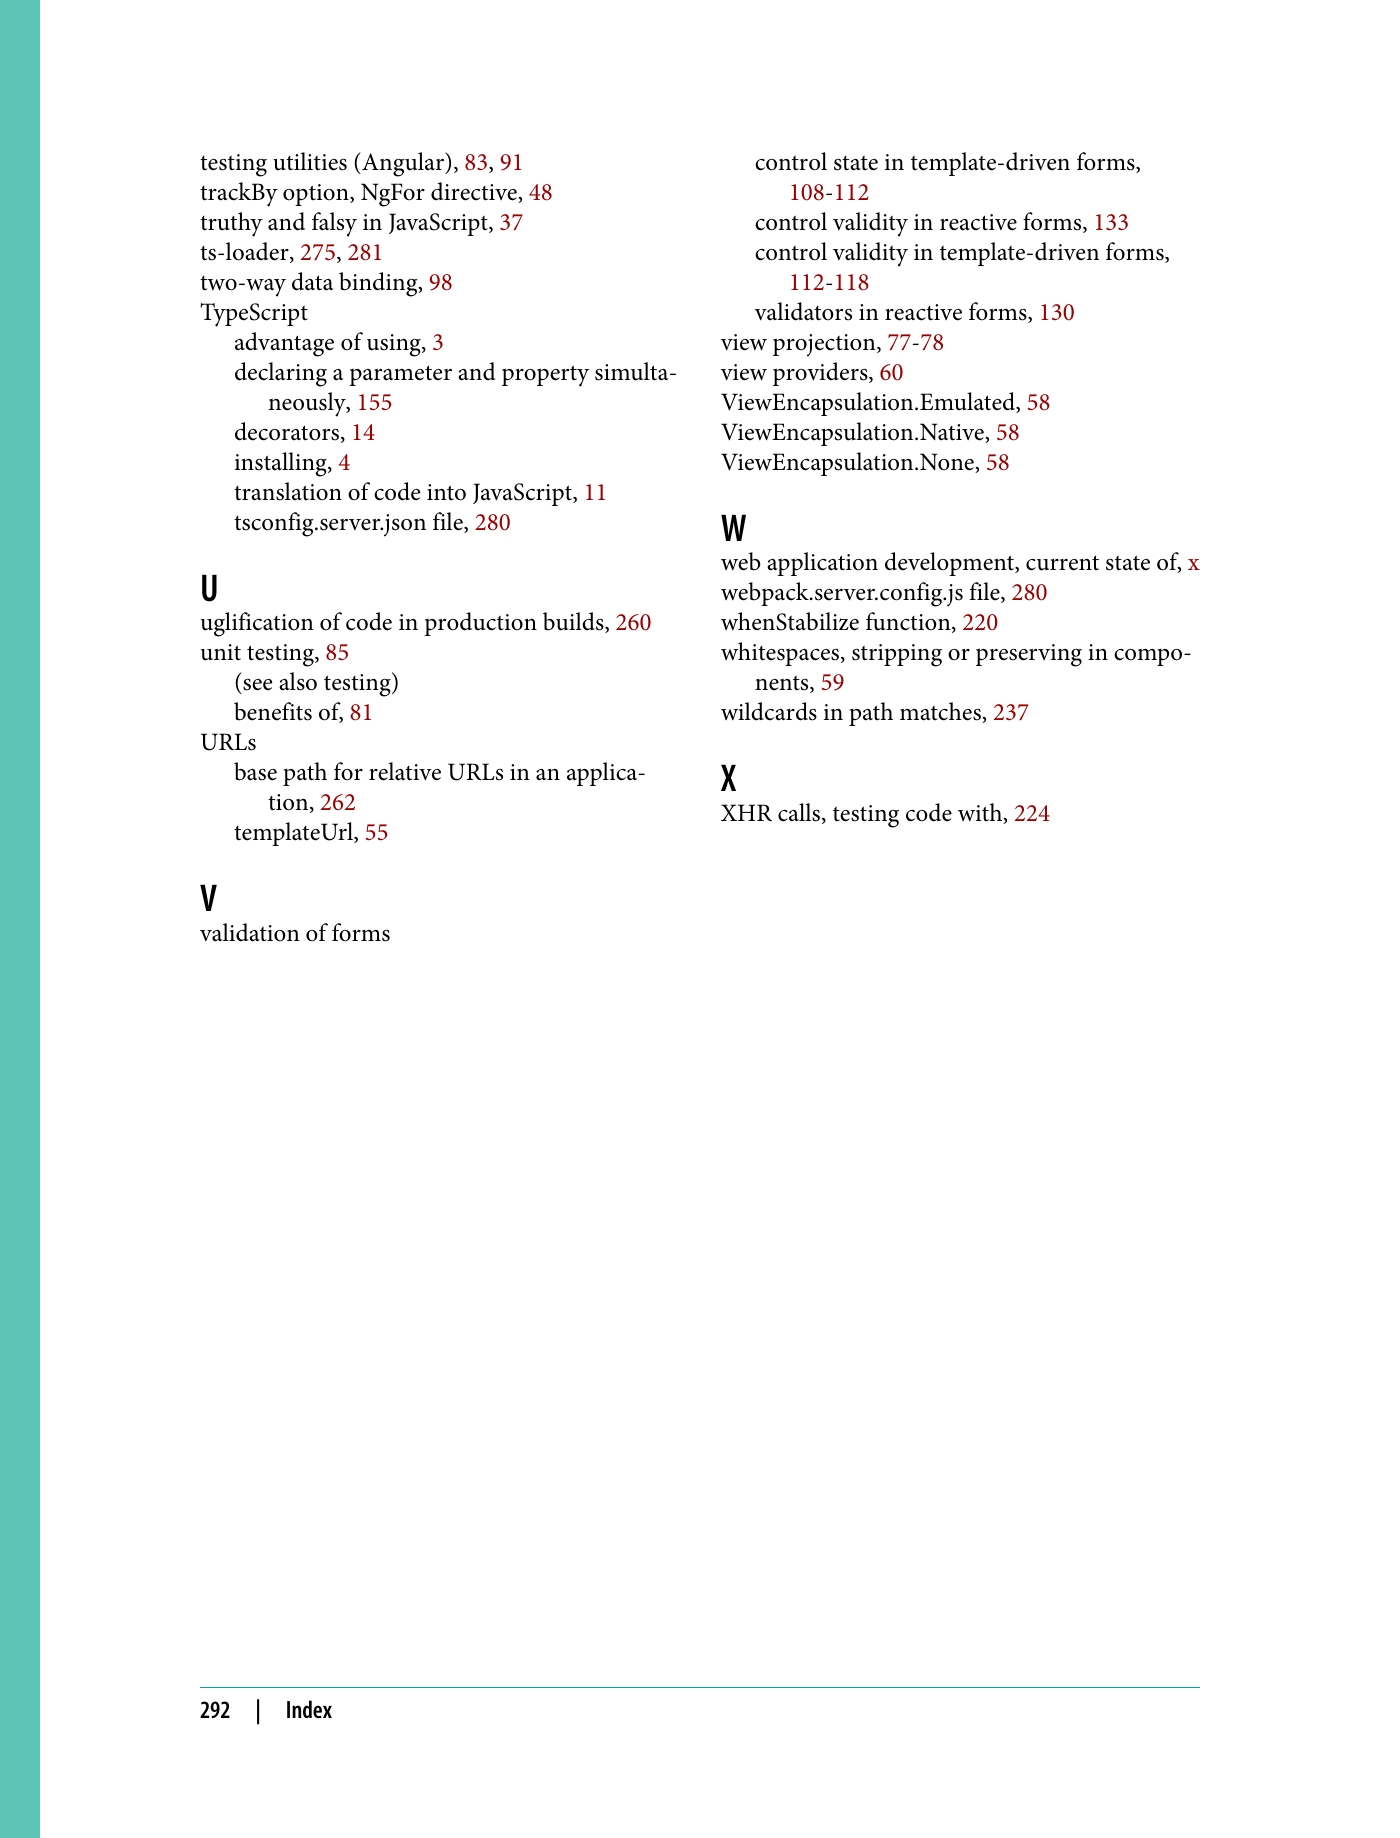 testing utilities (Angular), 83, 91
trackBy option, NgFor directive, 48
truthy and falsy in JavaScript, 37
ts-loader, 275, 281
two-way data binding, 98
TypeScript
advantage of using, 3
declaring a parameter and property simulta-
neously, 155
decorators, 14
installing, 4
translation of code into JavaScript, 11
tsconfig.server.json file, 280
U
uglification of code in production builds, 260
unit testing, 85
(see also testing)
benefits of, 81
URLs
base path for relative URLs in an applica-
tion, 262
templateUrl, 55
V
validation of forms
control state in template-driven forms,
108-112
control validity in reactive forms, 133
control validity in template-driven forms,
112-118
validators in reactive forms, 130
view projection, 77-78
view providers, 60
ViewEncapsulation.Emulated, 58
ViewEncapsulation.Native, 58
ViewEncapsulation.None, 58
W
web application development, current state of, x
webpack.server.config.js file, 280
whenStabilize function, 220
whitespaces, stripping or preserving in compo-
nents, 59
wildcards in path matches, 237
X
XHR calls, testing code with, 224
292 | Index